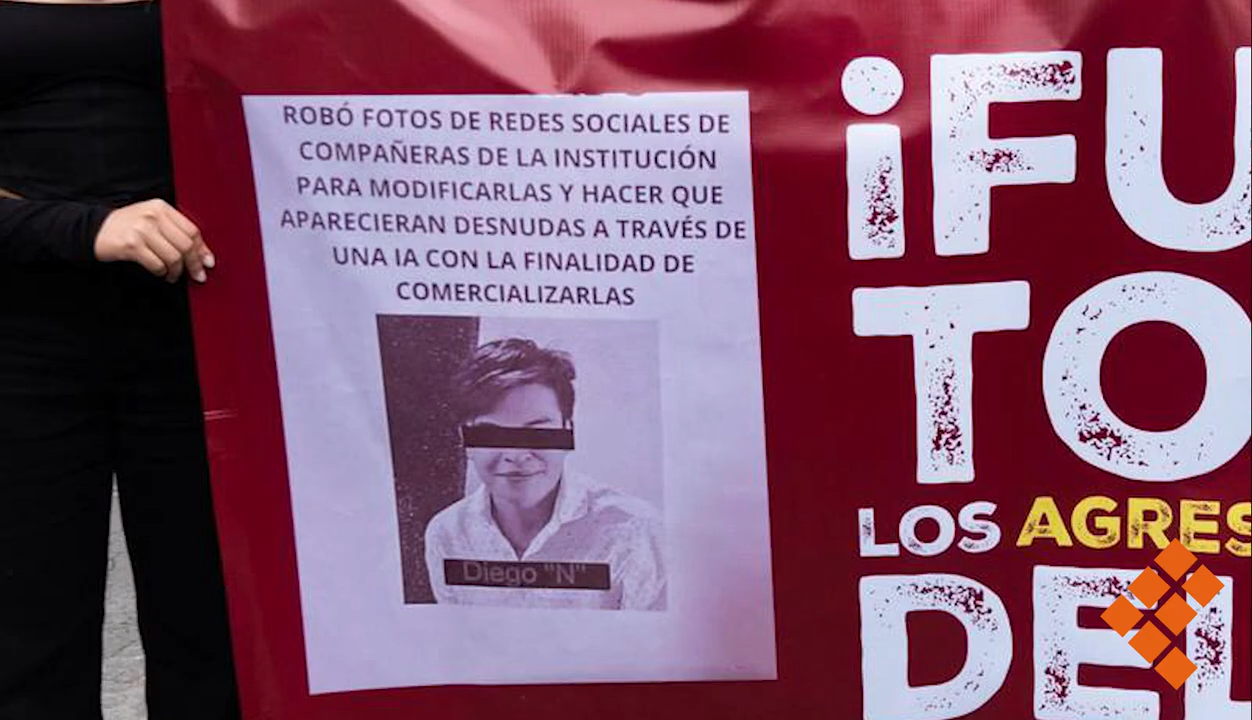 ROBÓ FOTOS DE REDES SOCIALES DE
COMPAÑERAS DE LA INSTITUCIÓN
PARA MODIFICARLAS Y HACER QUE
APARECIERAN DESNUDAS A TRAVÉS DE
UNA IA CON LA FINALIDAD DE
COMERCIALIZARLAS
Diego "N"
¡FU
TO
LOS AGRES
DEL